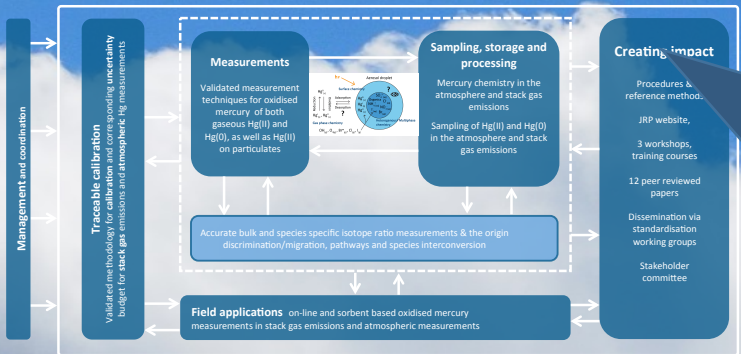 Management and coordination
Traceable calibration
Validated methodology for calibration and corresponding uncertainty
budget for stack gas emissions and atmospheric Hg measurements
Measurements
Validated measurement
techniques for oxidised
mercury of both
gaseous Hg(II) and
Hg(0), as well as Hg(II)
on particulates
Aerosol droplet
Surface chemistry
Gas phase chemistry
Sampling, storage and
processing
Mercury chemistry in the
atmosphere and stack gas
emissions
Sampling of Hg(II) and Hg(0)
in the atmosphere and stack
gas emissions
Accurate bulk and species specific isotope ratio measurements & the origin
discrimination/migration, pathways and species interconversion
Field applications on-line and sorbent based oxidised mercury
measurements in stack gas emissions and atmospheric measurements
Creating impact
Procedures &
reference methods
JRP website,
3 workshops,
training courses
12 peer reviewed
papers
Dissemination via
standardisation
working groups
Stakeholder
committee